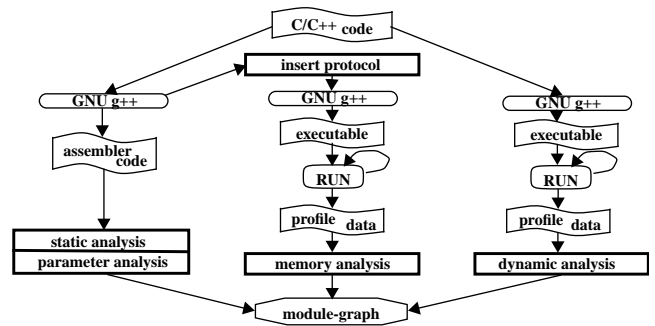 C/C++ code
insert protocol
GNU g++
GNU g++
GNU g++
assembler code
executable
executable
RUN
RUN
profile data
profile data
static analysis
parameter analysis
memory analysis
dynamic analysis
module-graph